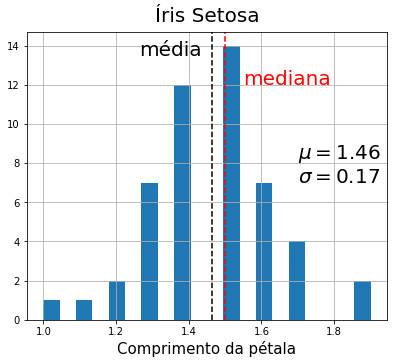 Íris Setosa
14
12
10
8
6
4
2
0
média
mediana
μ = 1.46
σ = 0.17
1.0 1.2 1.4 1.6 1.8
Comprimento da pétala